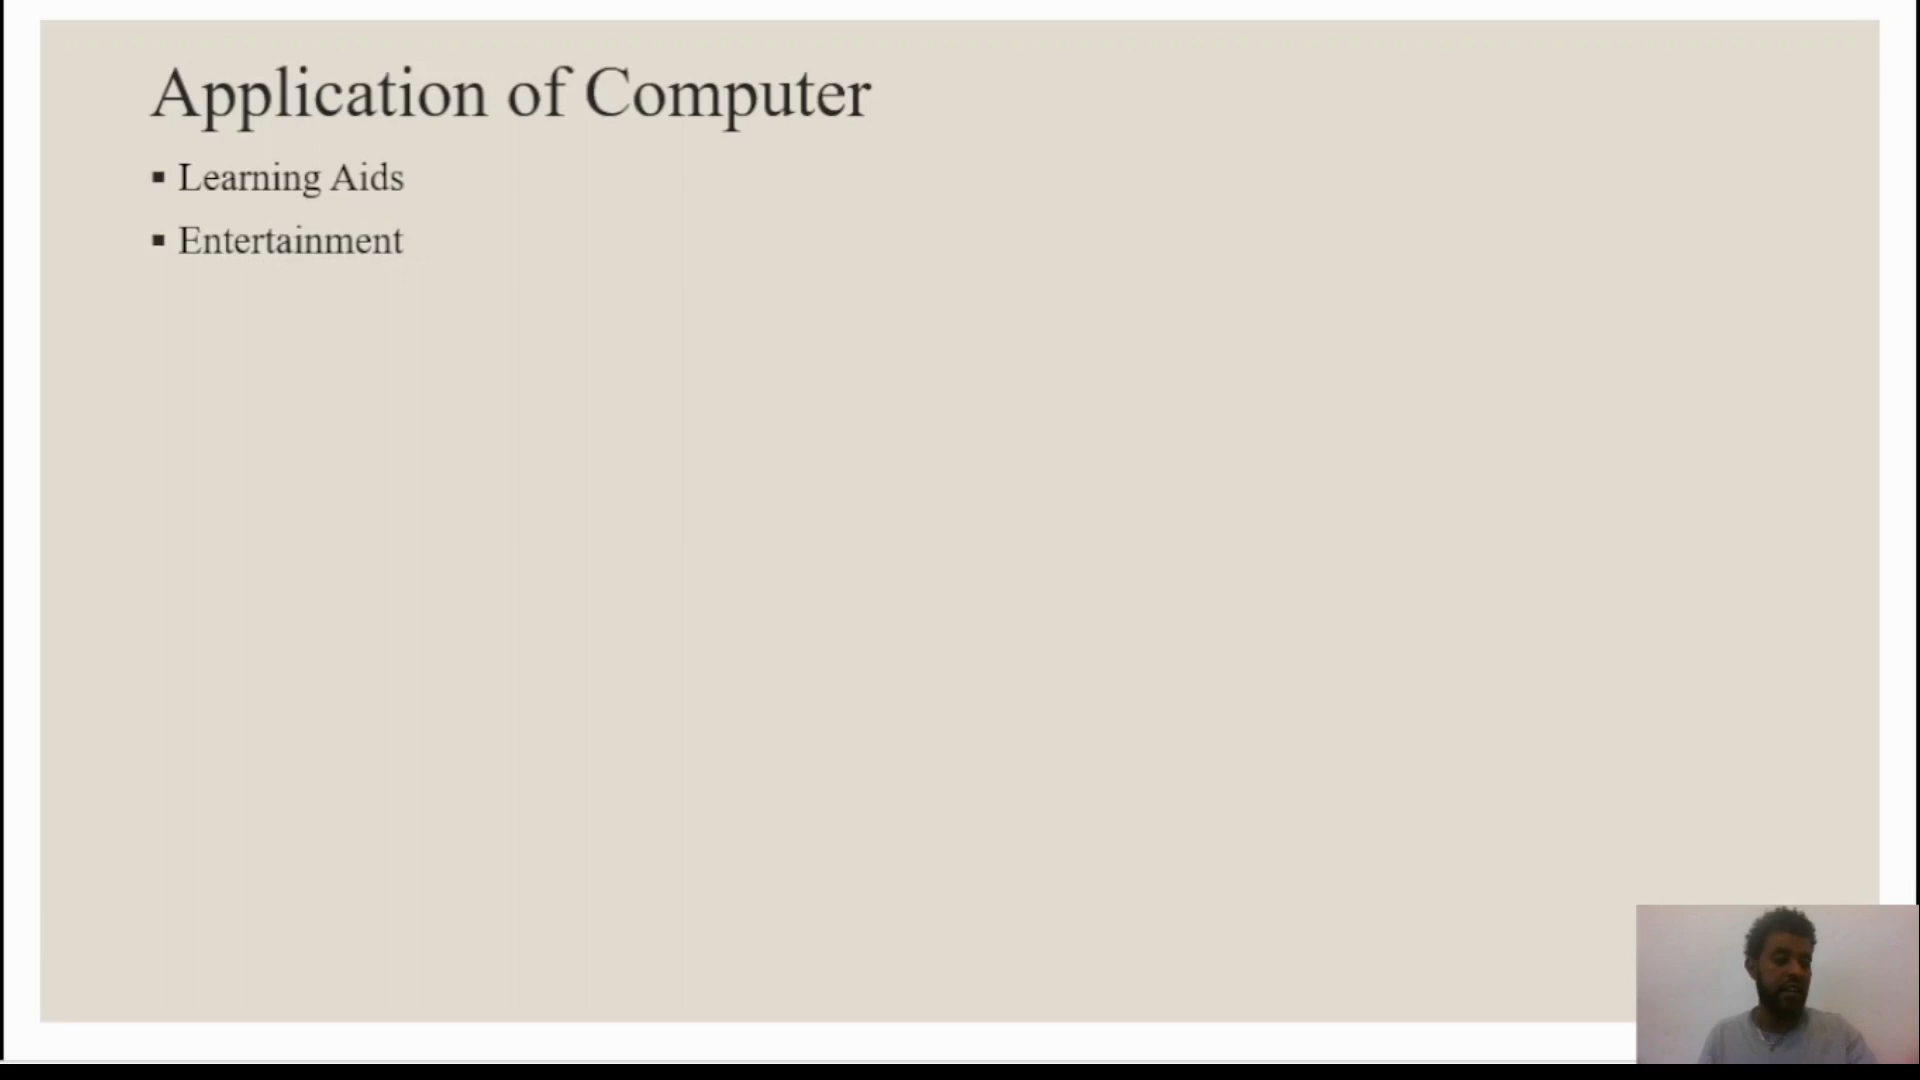 Application of Computer
▪ Learning Aids
▪ Entertainment